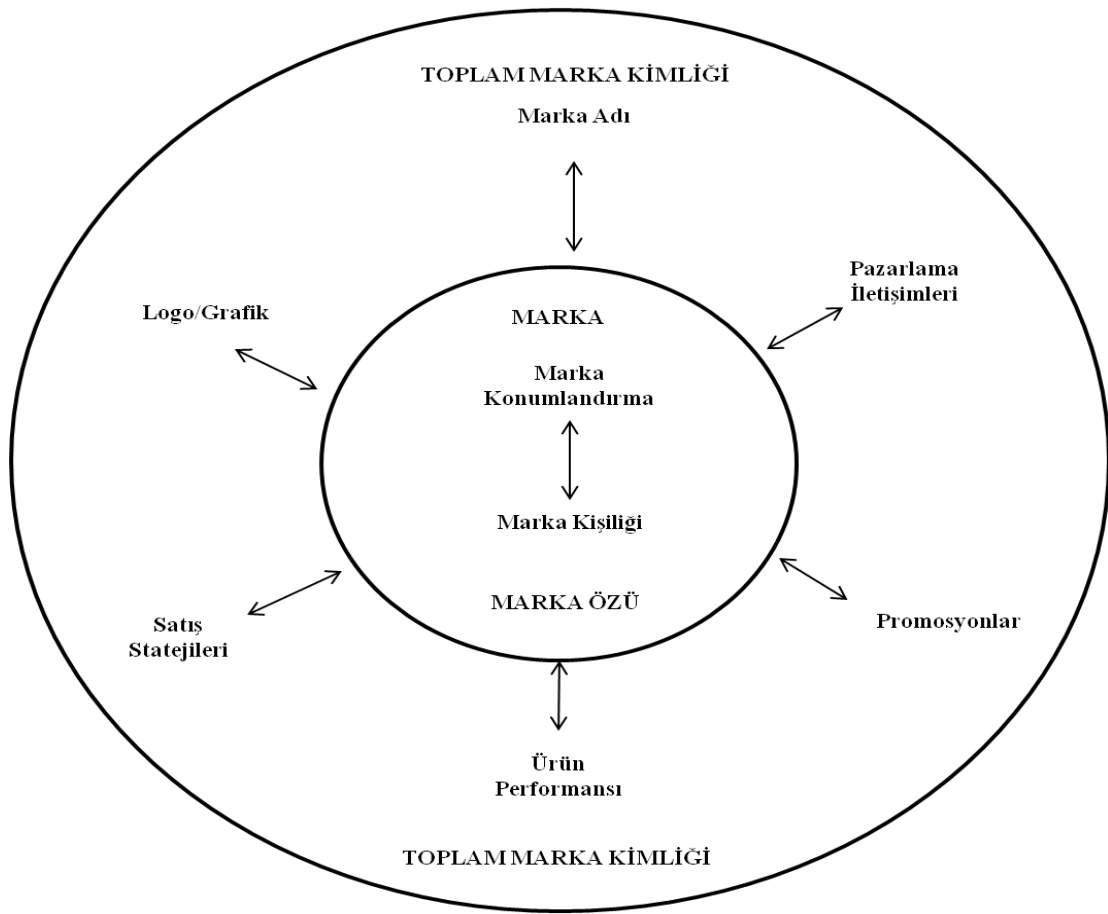 TOPLAM MARKA KİMLİĞİ
Marka Adı
Pazarlama
İletişimleri
Logo/Grafik
MARKA
Marka
Konumlandırma
Marka Kişiliği
MARKA ÖZÜ
Satış
Statejileri
Promosyonlar
Ürün
Performansı
TOPLAM MARKA KİMLİĞİ